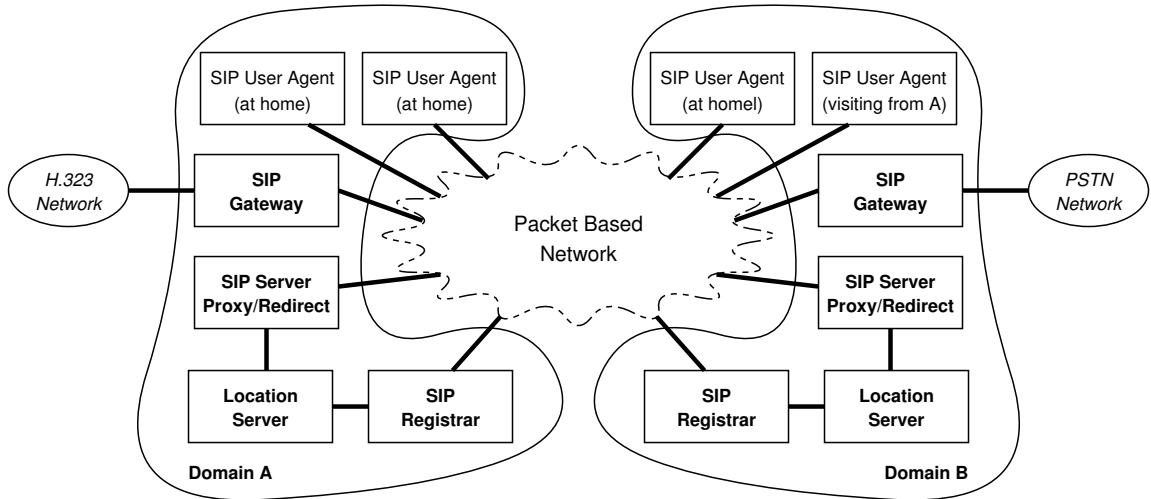 SIP User Agent
(at home)
SIP User Agent
(at home)
SIP User Agent
(at homel)
SIP User Agent
(visiting from A)
H.323
Network
SIP
Gateway
Packet Based
Network
SIP
Gateway
PSTN
Network
SIP Server
Proxy/Redirect
SIP Server
Proxy/Redirect
Location
Server
SIP
Registrar
SIP
Registrar
Location
Server
Domain A
Domain B